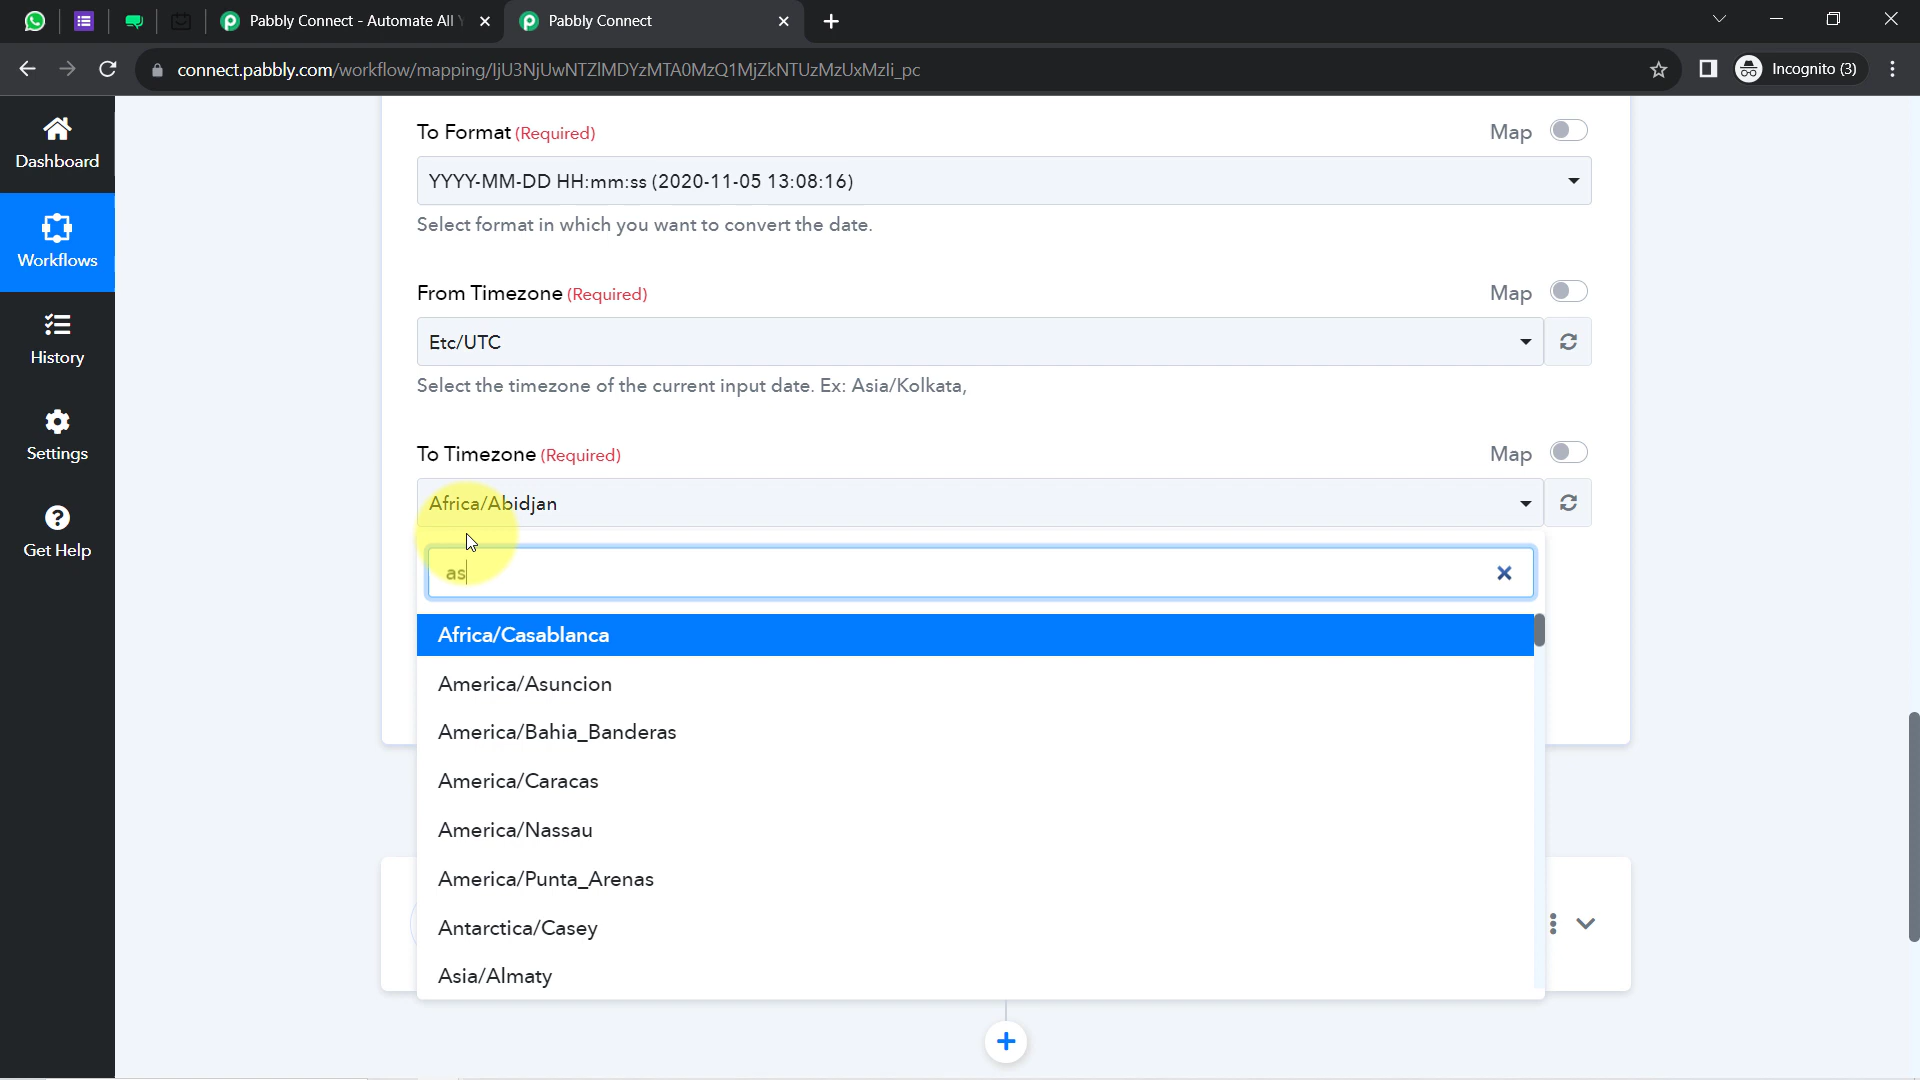 Pabbly Connect - Automate All Y
Pabbly Connect
connect.pabbly.com/workflow/mapping/IjU3NjUwNTZlMDYzMTA0MzQ1MjZkNTUzMzUxMzIi_pc
Incognito (3)
Dashboard
Workflows
History
Settings
Get Help
To Format (Required)
Map
YYYY-MM-DD HH:mm:ss (2020-11-05 13:08:16)
Select format in which you want to convert the date.
From Timezone (Required)
Map
Etc/UTC
Select the timezone of the current input date. Ex: Asia/Kolkata,
To Timezone (Required)
Map
Africa/Abidjan
as
Africa/Casablanca
America/Asuncion
America/Bahia_Banderas
America/Caracas
America/Nassau
America/Punta_Arenas
Antarctica/Casey
Asia/Almaty